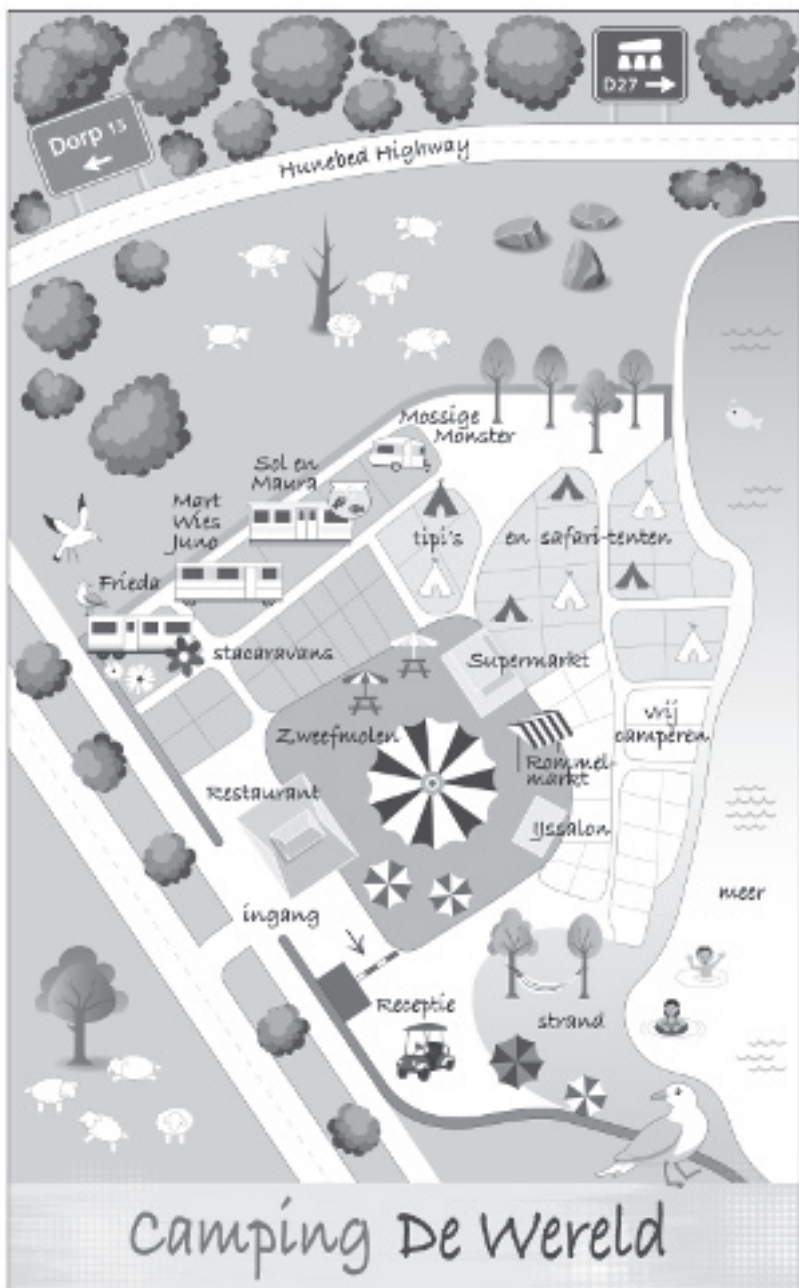 D27 →
Dorp 13
←
Hunebed Highway
Mossige
Monster
Sol en
Maura
Mart
Wies
Juno
Frieda
tipi's
en safari-tenten
stacaravans
Supermarkt
Zweefmolen
vrij
camperen
Rommel-
markt
Restaurant
IJssalon
ingang
meer
Receptie
strand
Camping De Wereld